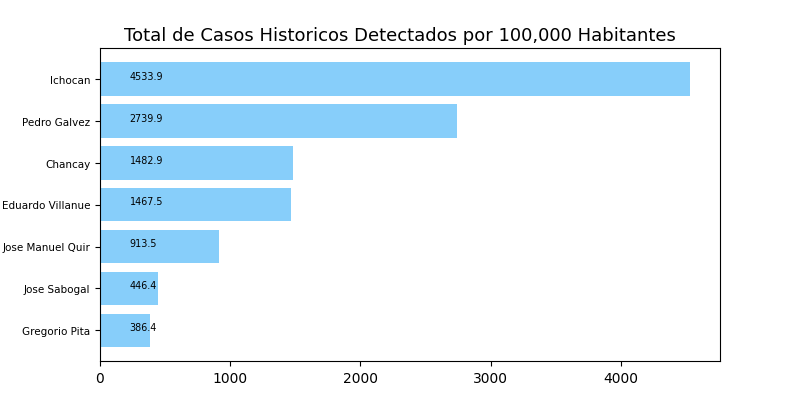 Total de Casos Historicos Detectados por 100,000 Habitantes
Ichocan 4533.9
Pedro Galvez 2739.9
Chancay 1482.9
Eduardo Villanue 1467.5
Jose Manuel Quir 913.5
Jose Sabogal 446.4
Gregorio Pita 386.4
0 1000 2000 3000 4000